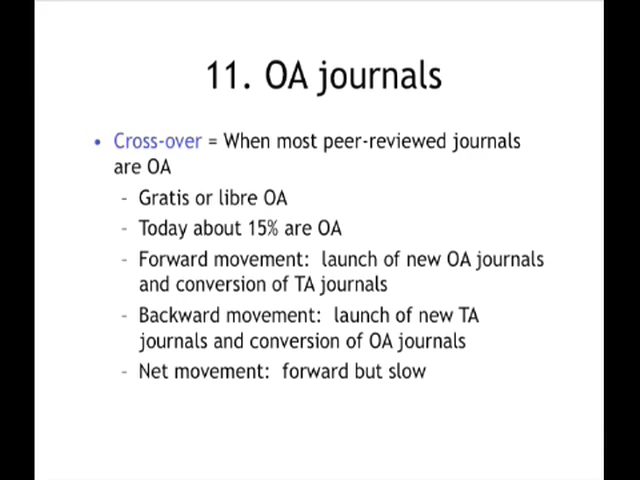 11. OA journals
• Cross-over = When most peer-reviewed journals
are OA
- Gratis or libre OA
- Today about 15% are OA
- Forward movement: launch of new OA journals
and conversion of TA journals
- Backward movement: launch of new TA
journals and conversion of OA journals
- Net movement: forward but slow